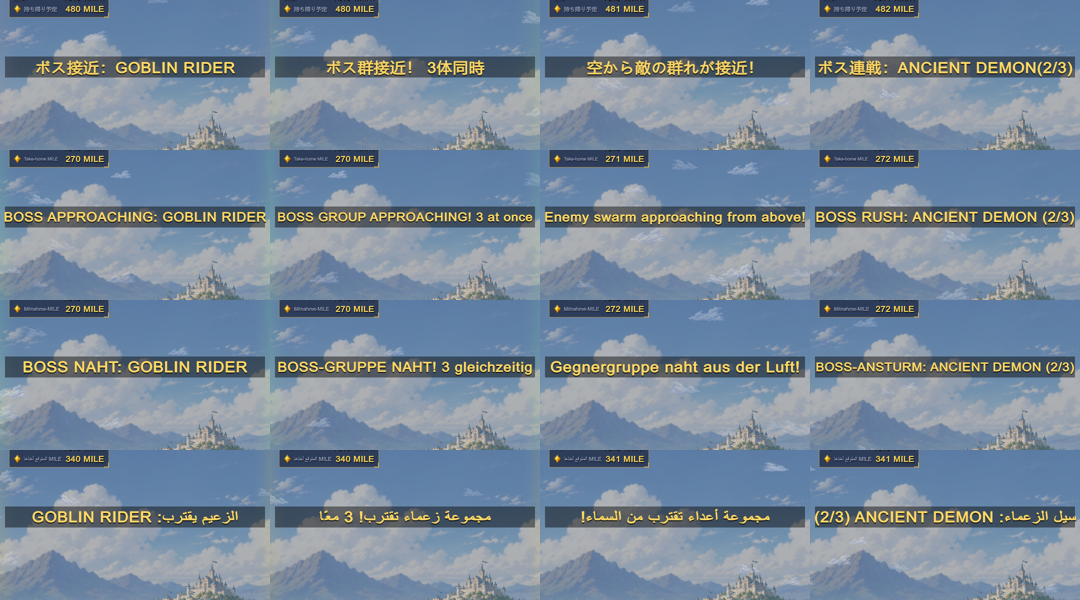 持ち帰り予定 480 MILE
ボス接近: GOBLIN RIDER
持ち帰り予定 480 MILE
ボス群接近! 3体同時
持ち帰り予定 481 MILE
空から敵の群れが接近!
持ち帰り予定 482 MILE
ボス連戦: ANCIENT DEMON(2/3)
Take-home MILE 270 MILE
BOSS APPROACHING: GOBLIN RIDER
Take-home MILE 270 MILE
BOSS GROUP APPROACHING! 3 at once
Take-home MILE 271 MILE
Enemy swarm approaching from above!
Take-home MILE 272 MILE
BOSS RUSH: ANCIENT DEMON (2/3)
Mitnahme-MILE 270 MILE
BOSS NAHT: GOBLIN RIDER
Mitnahme-MILE 270 MILE
BOSS-GRUPPE NAHT! 3 gleichzeitig
Mitnahme-MILE 272 MILE
Gegnergruppe naht aus der Luft!
Mitnahme-MILE 272 MILE
BOSS-ANSTURM: ANCIENT DEMON (2/3)
MILE 340 MILE
الزعيم يقترب: GOBLIN RIDER
MILE 340 MILE
مجموعة زعماء تقترب! 3 معًا
MILE 341 MILE
مجموعة أعداء تقترب من السماء!
MILE 341 MILE
سيل الزعماء: ANCIENT DEMON (2/3)